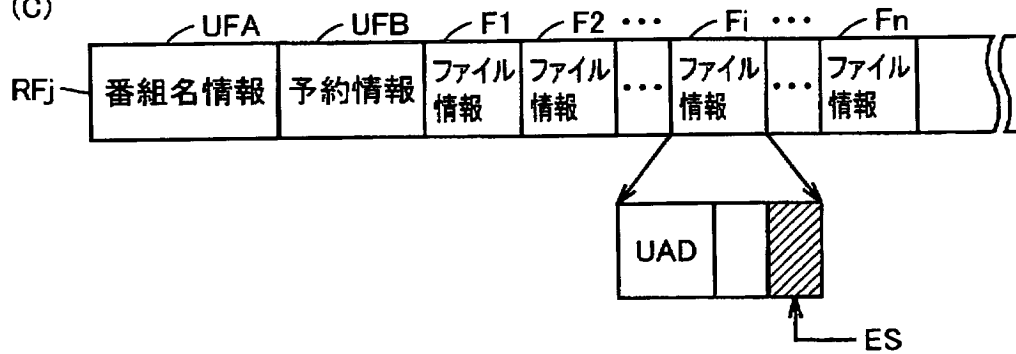 (C)
UFA UFB F1 F2 ··· Fi ··· Fn
RFj 番組名情報 予約情報 ファイル情報 ファイル情報 ··· ファイル情報 ··· ファイル情報
UAD
ES